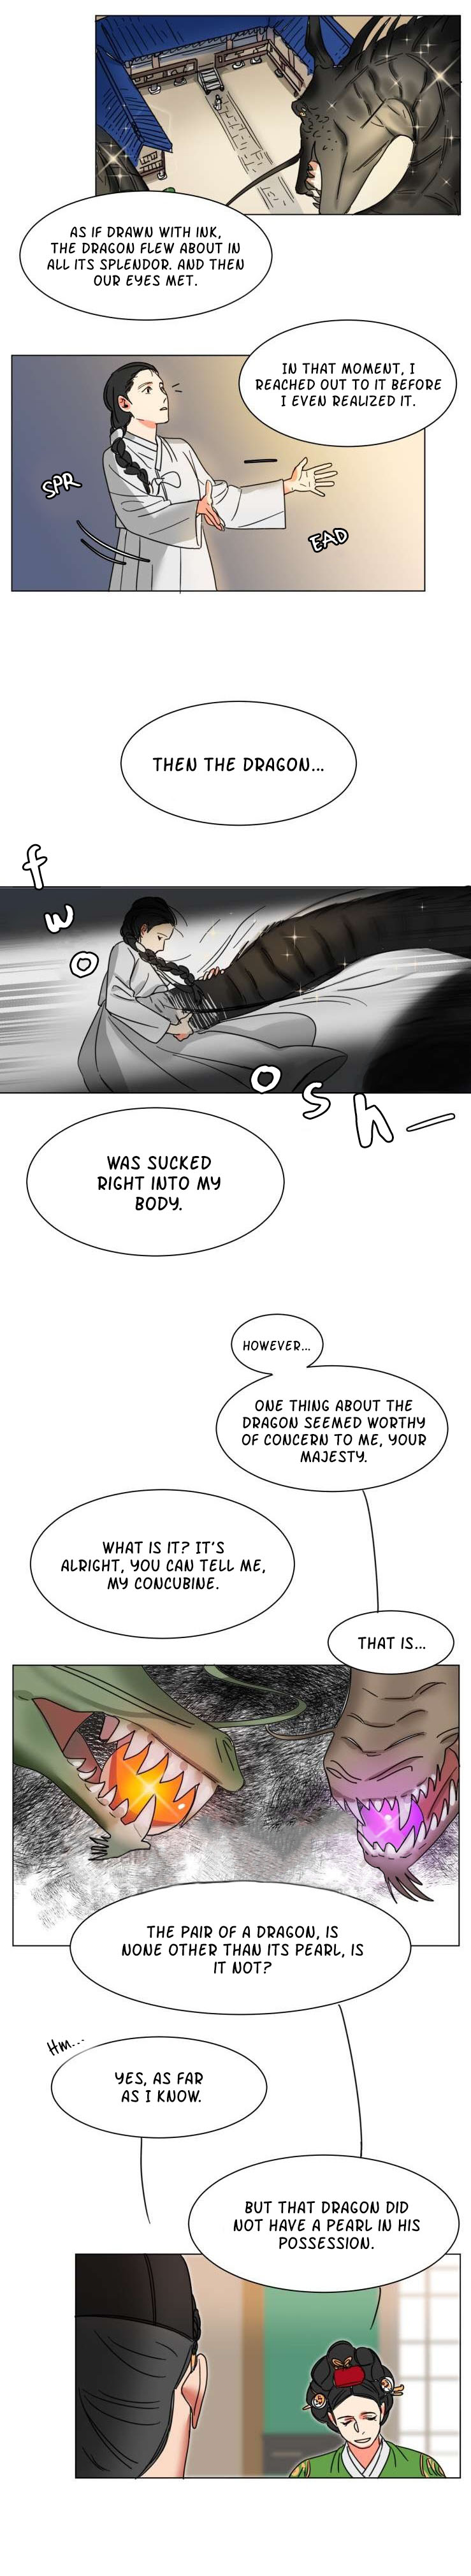 AS IF DRAWN WITH INK,
THE DRAGON FLEW ABOUT IN
ALL ITS SPLENDOR. AND THEN
OUR EYES MET.
IN THAT MOMENT, I
REACHED OUT TO IT BEFORE
I EVEN REALIZED IT.
SPR
EAD
THEN THE DRAGON...
fwoosh—
WAS SUCKED
RIGHT INTO MY
BODY.
HOWEVER...
ONE THING ABOUT THE
DRAGON SEEMED WORTHY
OF CONCERN TO ME, YOUR
MAJESTY.
WHAT IS IT? IT'S
ALRIGHT, YOU CAN TELL ME,
MY CONCUBINE.
THAT IS...
THE PAIR OF A DRAGON, IS
NONE OTHER THAN ITS PEARL, IS
IT NOT?
HM...
YES, AS FAR
AS I KNOW.
BUT THAT DRAGON DID
NOT HAVE A PEARL IN HIS
POSSESSION.